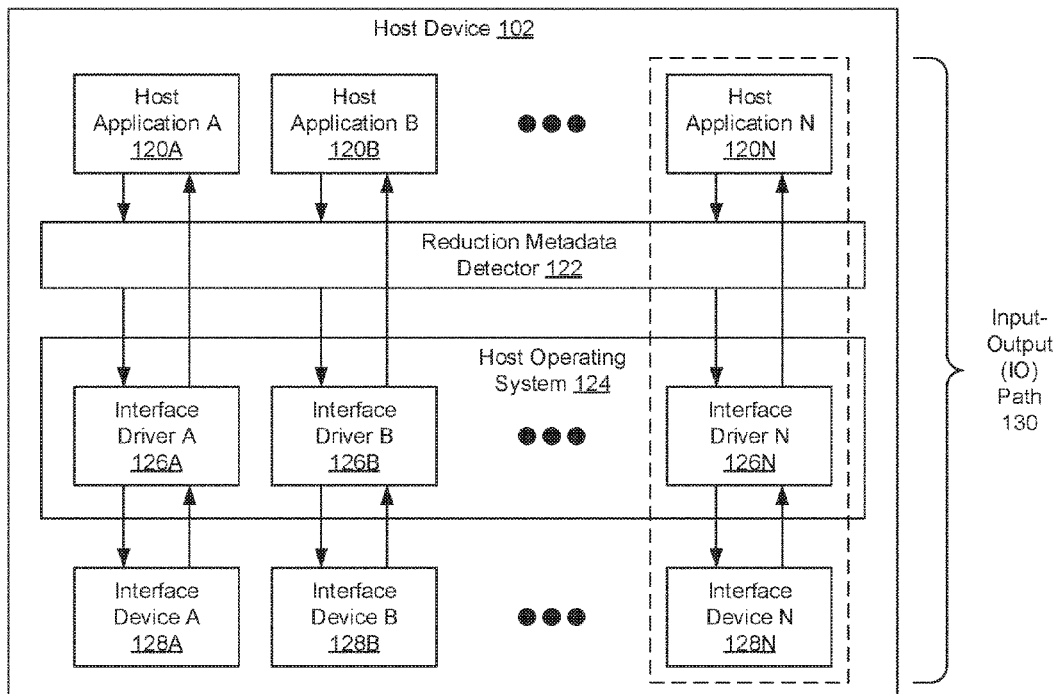 Host Device 102
Host
Application A
120A
Host
Application B
120B
Host
Application N
120N
Reduction Metadata
Detector 122
Host Operating
System 124
Interface
Driver A
126A
Interface
Driver B
126B
Interface
Driver N
126N
Interface
Device A
128A
Interface
Device B
128B
Interface
Device N
128N
Input-
Output
(IO)
Path
130